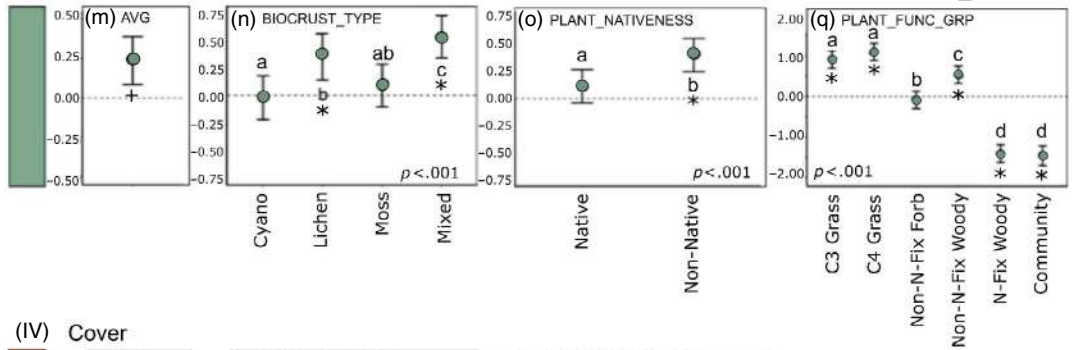 (m) AVG
0.50
0.25
0.00
−0.25
−0.50
+
(n) BIOCRUST_TYPE
0.75
0.50
0.25
0.00
−0.25
−0.50
−0.75
a
b
*
ab
c
*
p<.001
Cyano
Lichen
Moss
Mixed
(o) PLANT_NATIVENESS
0.75
0.50
0.25
0.00
−0.25
−0.50
−0.75
a
b
*
p<.001
Native
Non-Native
(q) PLANT_FUNC_GRP
2.00
1.00
0.00
−1.00
−2.00
a
*
a
*
b
c
*
d
*
d
*
p<.001
C3 Grass
C4 Grass
Non-N-Fix Forb
Non-N-Fix Woody
N-Fix Woody
Community
(IV) Cover